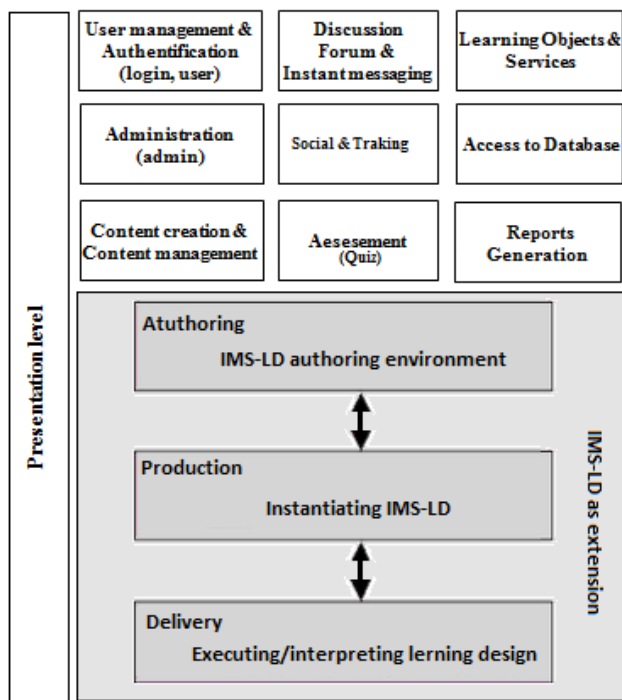 User management &
Authentification
(login, user)
Discussion
Forum &
Instant messaging
Learning Objects &
Services
Administration
(admin)
Social & Traking
Access to Database
Content creation &
Content management
Aesesement
(Quiz)
Reports
Generation
Presentation level
Atuthoring
IMS-LD authoring environment
Production
Instantiating IMS-LD
Delivery
Executing/interpreting lerning design
IMS-LD as extension